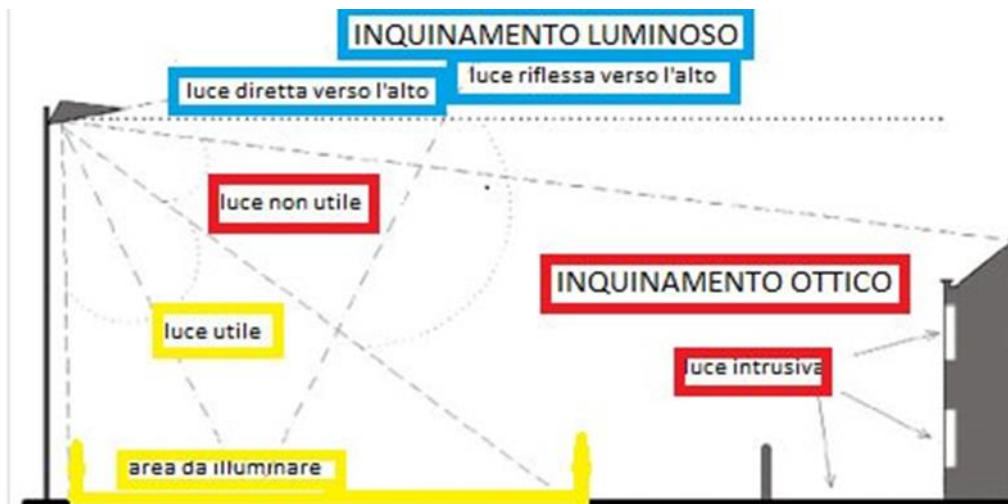 INQUINAMENTO LUMINOSO
luce riflessa verso l'alto
luce diretta verso l'alto
luce non utile
INQUINAMENTO OTTICO
luce utile
luce intrusiva
area da illuminare